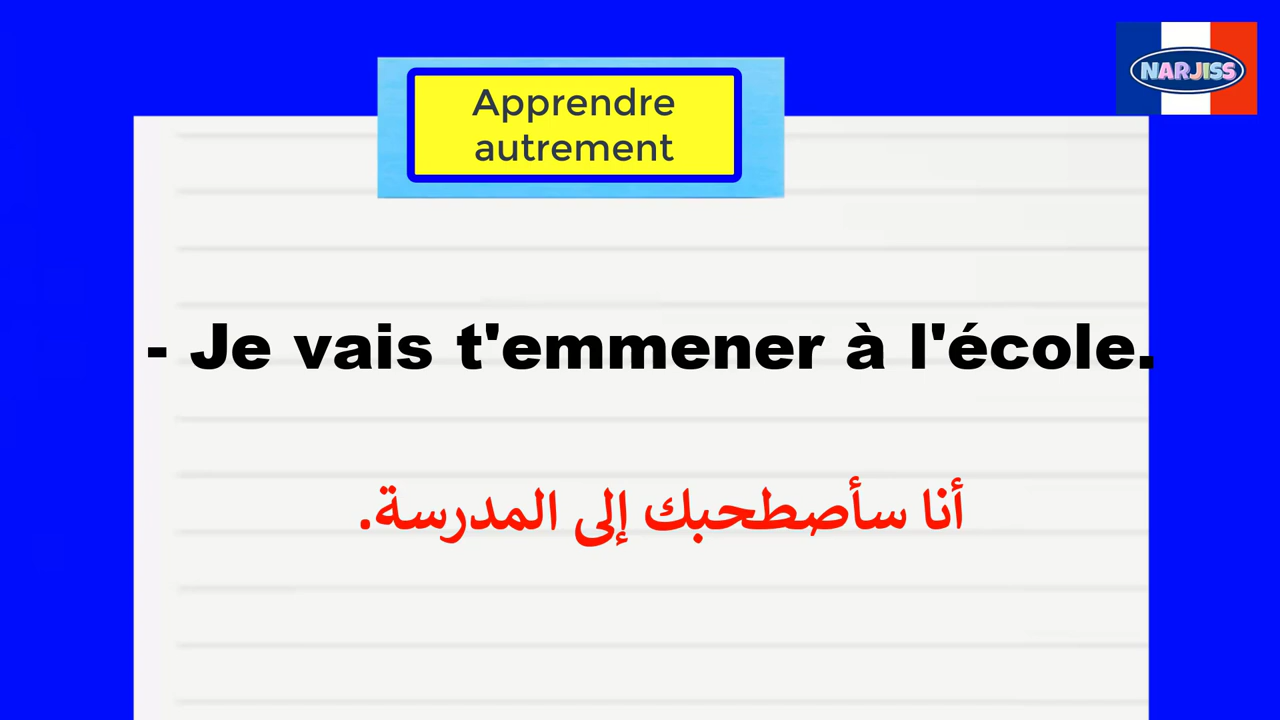 NARJISS
Apprendre
autrement
- Je vais t'emmener à l'école.
أنا سأصطحبك إلى المدرسة.